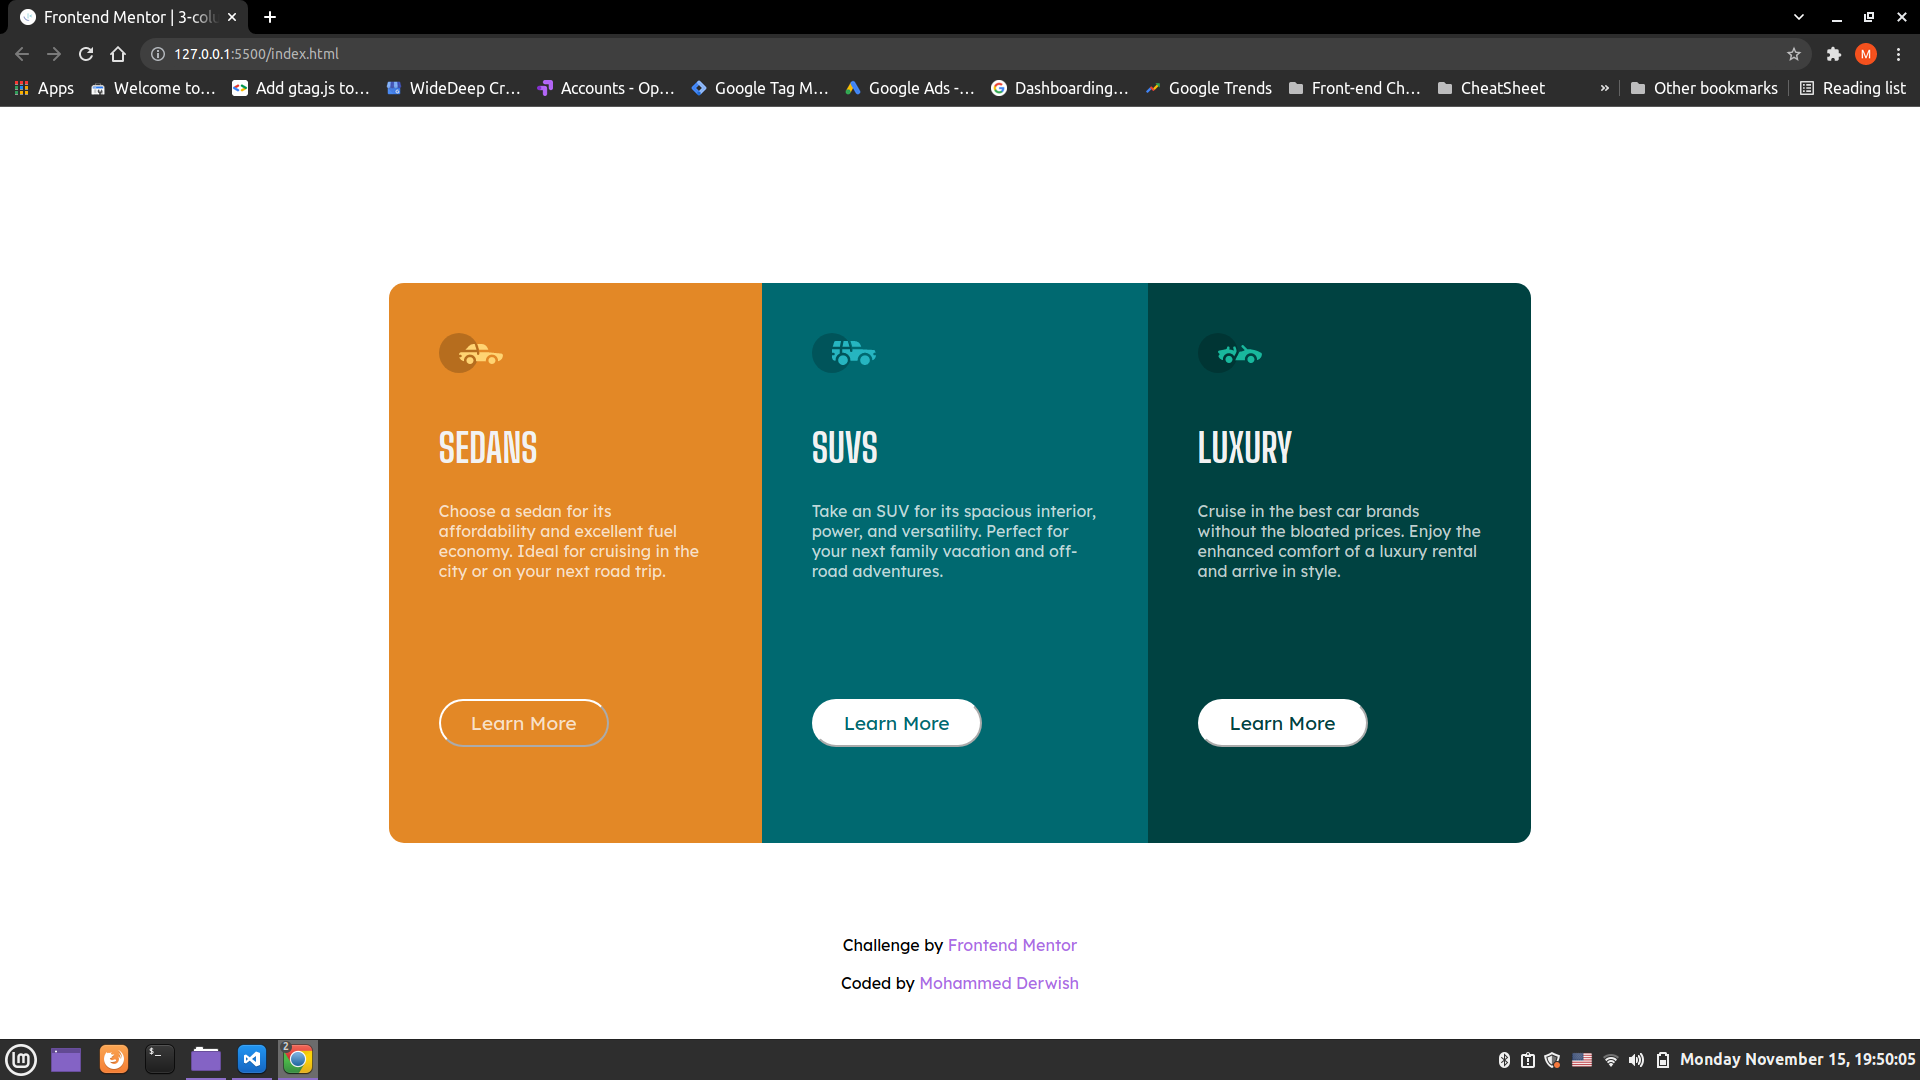 Frontend Mentor | 3-colu
127.0.0.1:5500/index.html
M
Apps
Welcome to...
Add gtag.js to...
WideDeep Cr...
Accounts - Op...
Google Tag M...
Google Ads -...
Dashboarding...
Google Trends
Front-end Ch...
CheatSheet
»
Other bookmarks
Reading list
SEDANS
Choose a sedan for its
affordability and excellent fuel
economy. Ideal for cruising in the
city or on your next road trip.
Learn More
SUVS
Take an SUV for its spacious interior,
power, and versatility. Perfect for
your next family vacation and off-
road adventures.
Learn More
LUXURY
Cruise in the best car brands
without the bloated prices. Enjoy the
enhanced comfort of a luxury rental
and arrive in style.
Learn More
Challenge by Frontend Mentor
Coded by Mohammed Derwish
$_
2
Monday November 15, 19:50:05